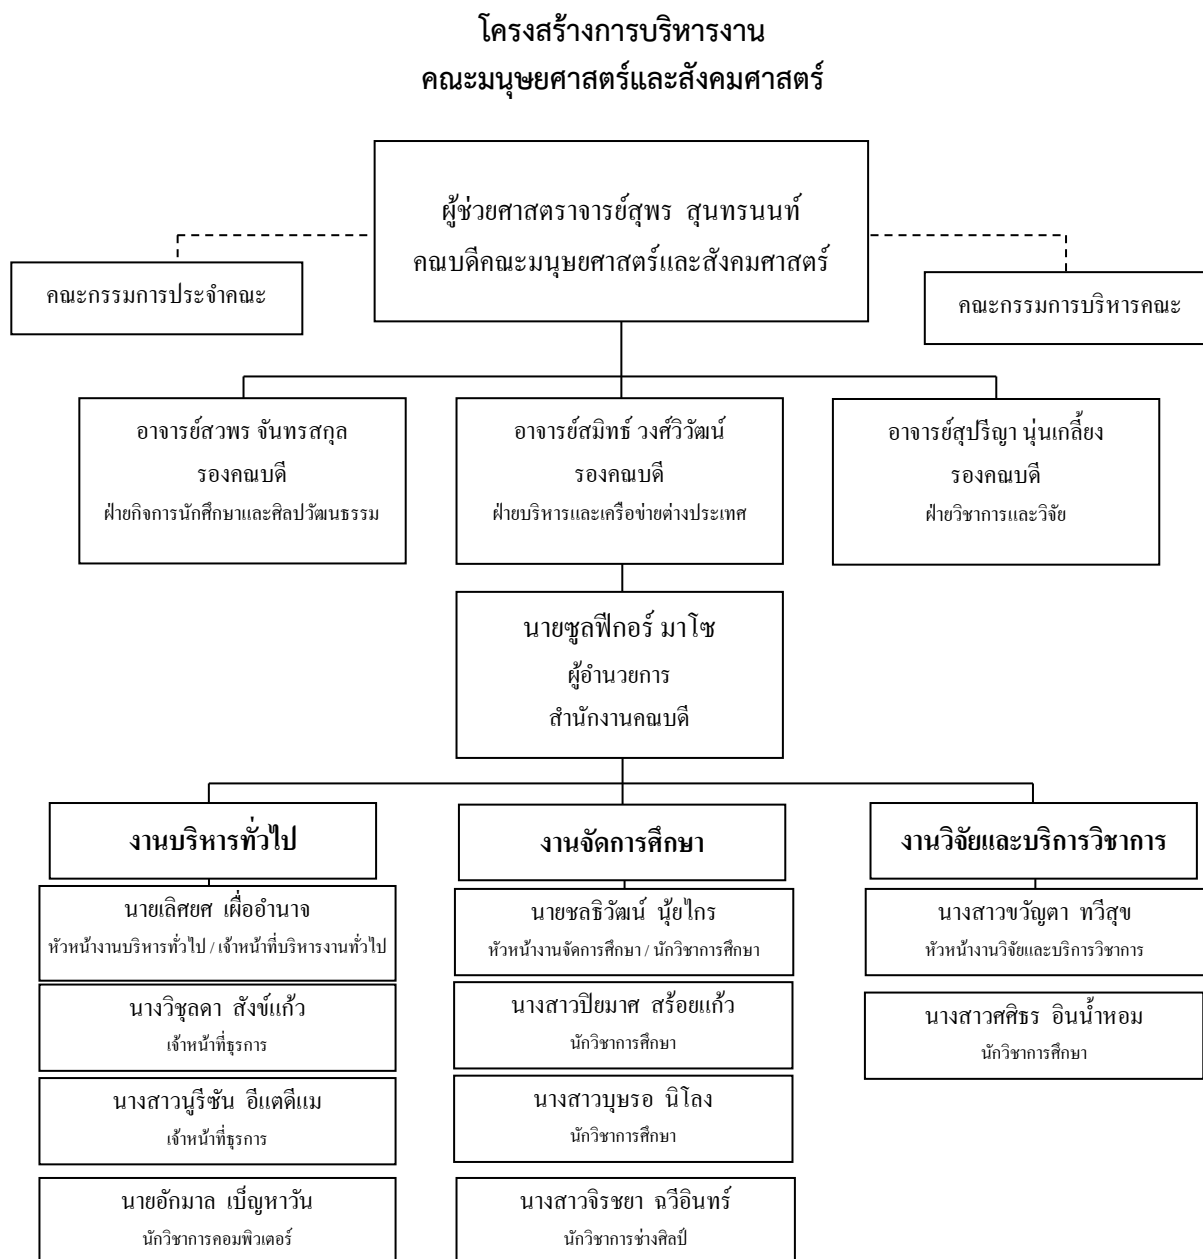 โครงสร้างการบริหารงาน
คณะมนุษยศาสตร์และสังคมศาสตร์
ผู้ช่วยศาสตราจารย์สุพร สุนทรนนท์
คณบดีคณะมนุษยศาสตร์และสังคมศาสตร์
คณะกรรมการประจำคณะ
คณะกรรมการบริหารคณะ
อาจารย์สวพร จันทรสกุล
รองคณบดี
ฝ่ายกิจการนักศึกษาและศิลปวัฒนธรรม
อาจารย์สมิทธ์ วงศ์วิวัฒน์
รองคณบดี
ฝ่ายบริหารและเครือข่ายต่างประเทศ
อาจารย์สุปรีญา นุ่นเกลี้ยง
รองคณบดี
ฝ่ายวิชาการและวิจัย
นายซูลฟีกอร์ มาโซ
ผู้อำนวยการ
สำนักงานคณบดี
งานบริหารทั่วไป
นายเลิศยศ เผื่ออำนาจ
หัวหน้างานบริหารทั่วไป / เจ้าหน้าที่บริหารงานทั่วไป
นางวิชุลดา สังข์แก้ว
เจ้าหน้าที่ธุรการ
นางสาวนูรีซัน อีแตดีแม
เจ้าหน้าที่ธุรการ
นายอักมาล เบ็ญหาวัน
นักวิชาการคอมพิวเตอร์
งานจัดการศึกษา
นายชลธิวัฒน์ นุ้ยไกร
หัวหน้างานจัดการศึกษา / นักวิชาการศึกษา
นางสาวปิยมาศ สร้อยแก้ว
นักวิชาการศึกษา
นางสาวบุษรอ นิโลง
นักวิชาการศึกษา
นางสาวจิรชยา ฉวีอินทร์
นักวิชาการช่างศิลป์
งานวิจัยและบริการวิชาการ
นางสาวขวัญตา ทวีสุข
หัวหน้างานวิจัยและบริการวิชาการ
นางสาวศศิธร อินน้ำหอม
นักวิชาการศึกษา